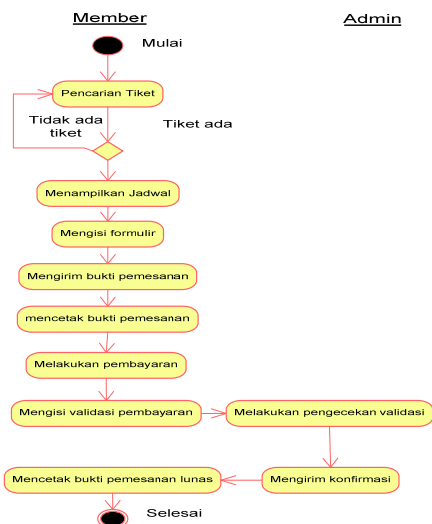 Member
Admin
Mulai
Pencarian Tiket
Tidak ada
tiket
Tiket ada
Menampilkan Jadwal
Mengisi formulir
Mengirim bukti pemesanan
mencetak bukti pemesanan
Melakukan pembayaran
Mengisi validasi pembayaran
Melakukan pengecekan validasi
Mencetak bukti pemesanan lunas
Mengirim konfirmasi
Selesai